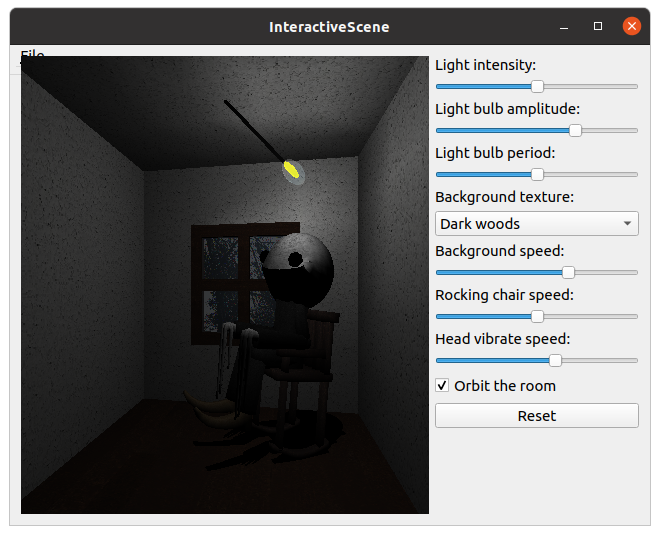 InteractiveScene
File
Light intensity:
Light bulb amplitude:
Light bulb period:
Background texture:
Dark woods
Background speed:
Rocking chair speed:
Head vibrate speed:
Orbit the room
Reset